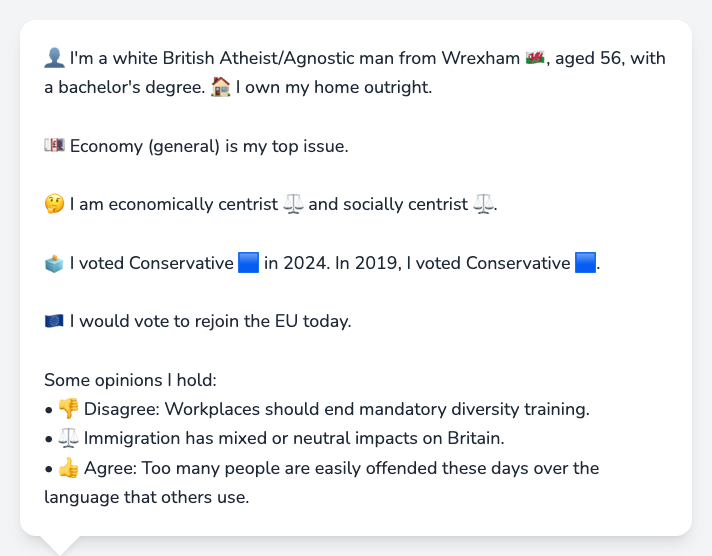 👤 I'm a white British Atheist/Agnostic man from Wrexham 🏴󠁧󠁢󠁷󠁬󠁳󠁿, aged 56, with
a bachelor's degree. 🏠 I own my home outright.
💷 Economy (general) is my top issue.
🤔 I am economically centrist ⚖️ and socially centrist ⚖️.
🗳️ I voted Conservative 🟦 in 2024. In 2019, I voted Conservative 🟦.
🇪🇺 I would vote to rejoin the EU today.
Some opinions I hold:
• 👎 Disagree: Workplaces should end mandatory diversity training.
• ⚖️ Immigration has mixed or neutral impacts on Britain.
• 👍 Agree: Too many people are easily offended these days over the
language that others use.